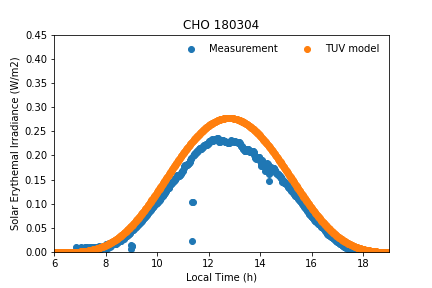 CHO 180304
Measurement TUV model
Solar Erythemal Irradiance (W/m2)
0.45
0.40
0.35
0.30
0.25
0.20
0.15
0.10
0.05
0.00
6 8 10 12 14 16 18
Local Time (h)